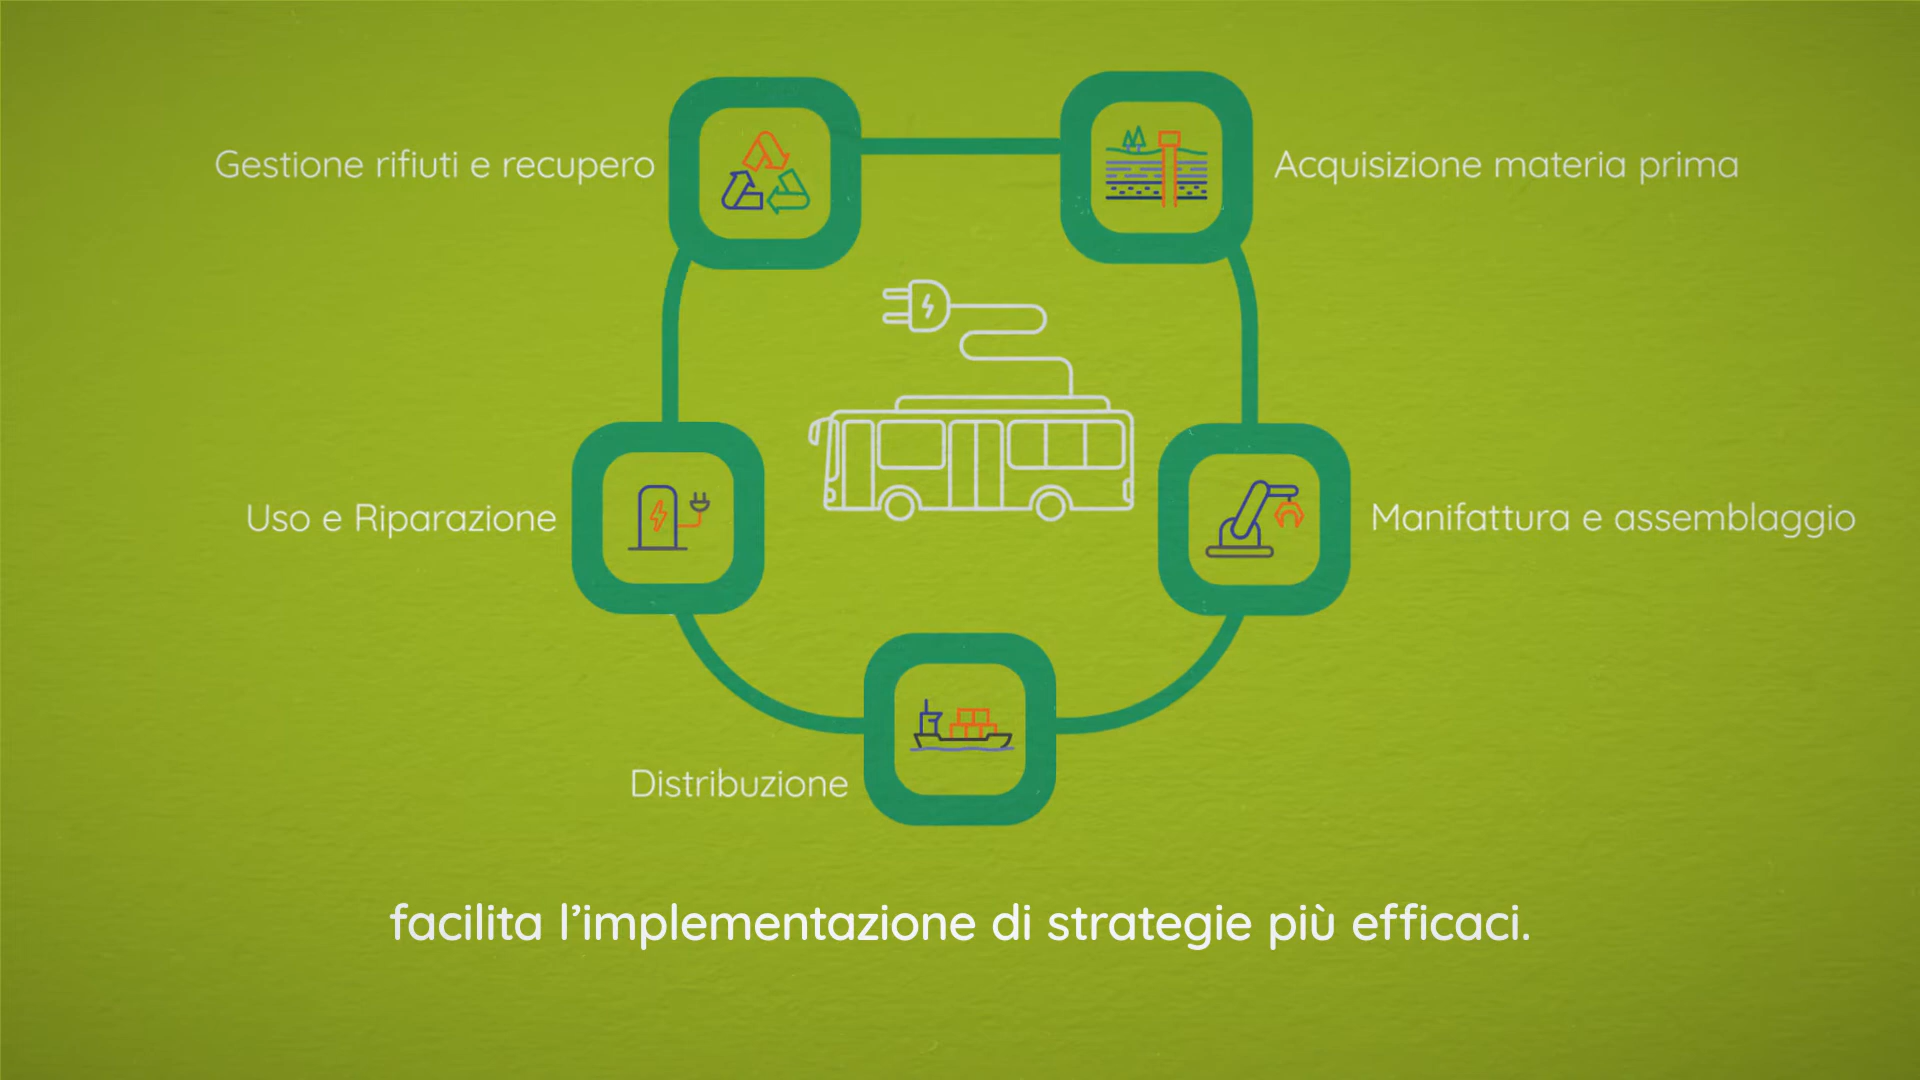 Gestione rifiuti e recupero
Acquisizione materia prima
Uso e Riparazione
Manifattura e assemblaggio
Distribuzione
facilita l’implementazione di strategie più efficaci.